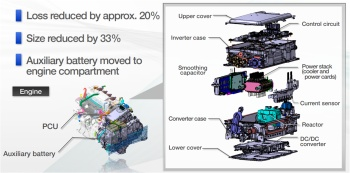 Loss reduced by approx. 20%
Size reduced by 33%
Auxiliary battery moved to
engine compartment
Engine
PCU
Auxiliary battery
Upper cover
Control circuit
Inverter case
Smoothing
capacitor
Power stack
(cooler and
power cards)
Current sensor
Converter case
Reactor
DC/DC
converter
Lower cover